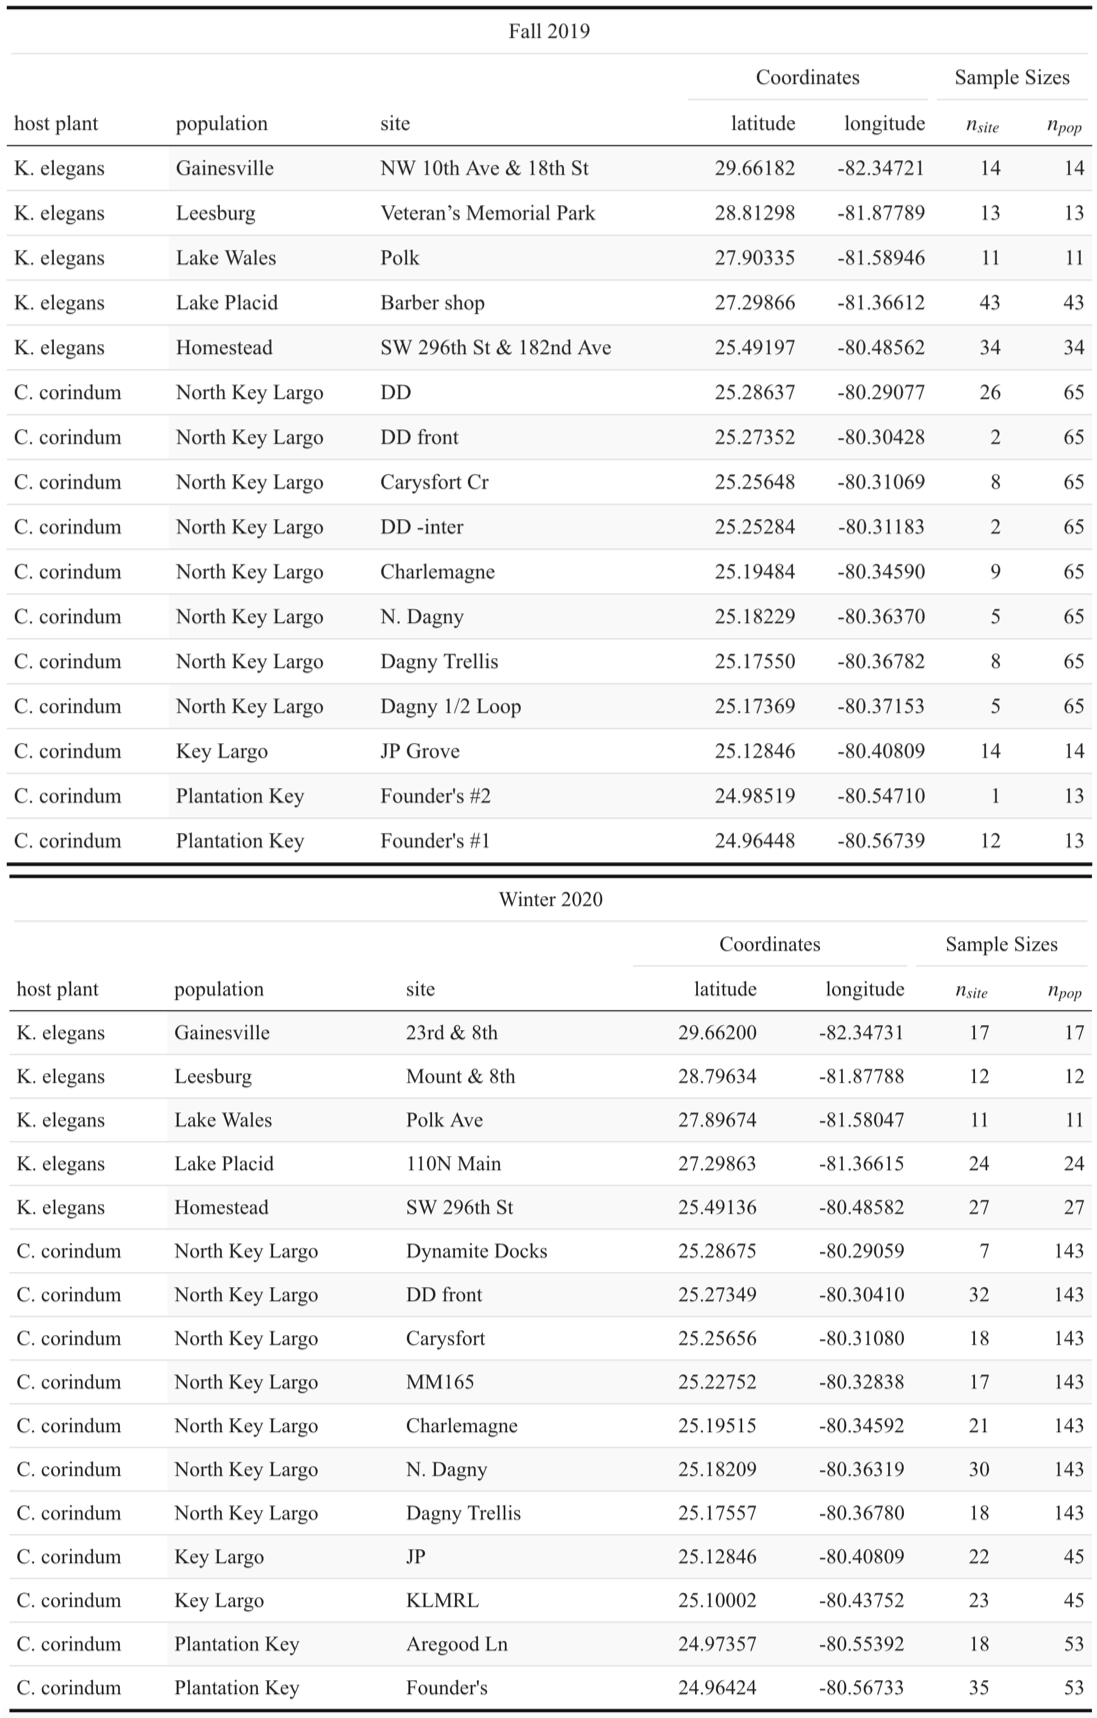 Fall 2019
Coordinates Sample Sizes
host plant population site latitude longitude nsite npop
K. elegans Gainesville NW 10th Ave & 18th St 29.66182 -82.34721 14 14
K. elegans Leesburg Veteran’s Memorial Park 28.81298 -81.87789 13 13
K. elegans Lake Wales Polk 27.90335 -81.58946 11 11
K. elegans Lake Placid Barber shop 27.29866 -81.36612 43 43
K. elegans Homestead SW 296th St & 182nd Ave 25.49197 -80.48562 34 34
C. corindum North Key Largo DD 25.28637 -80.29077 26 65
C. corindum North Key Largo DD front 25.27352 -80.30428 2 65
C. corindum North Key Largo Carysfort Cr 25.25648 -80.31069 8 65
C. corindum North Key Largo DD -inter 25.25284 -80.31183 2 65
C. corindum North Key Largo Charlemagne 25.19484 -80.34590 9 65
C. corindum North Key Largo N. Dagny 25.18229 -80.36370 5 65
C. corindum North Key Largo Dagny Trellis 25.17550 -80.36782 8 65
C. corindum North Key Largo Dagny 1/2 Loop 25.17369 -80.37153 5 65
C. corindum Key Largo JP Grove 25.12846 -80.40809 14 14
C. corindum Plantation Key Founder's #2 24.98519 -80.54710 1 13
C. corindum Plantation Key Founder's #1 24.96448 -80.56739 12 13
Winter 2020
Coordinates Sample Sizes
host plant population site latitude longitude nsite npop
K. elegans Gainesville 23rd & 8th 29.66200 -82.34731 17 17
K. elegans Leesburg Mount & 8th 28.79634 -81.87788 12 12
K. elegans Lake Wales Polk Ave 27.89674 -81.58047 11 11
K. elegans Lake Placid 110N Main 27.29863 -81.36615 24 24
K. elegans Homestead SW 296th St 25.49136 -80.48582 27 27
C. corindum North Key Largo Dynamite Docks 25.28675 -80.29059 7 143
C. corindum North Key Largo DD front 25.27349 -80.30410 32 143
C. corindum North Key Largo Carysfort 25.25656 -80.31080 18 143
C. corindum North Key Largo MM165 25.22752 -80.32838 17 143
C. corindum North Key Largo Charlemagne 25.19515 -80.34592 21 143
C. corindum North Key Largo N. Dagny 25.18209 -80.36319 30 143
C. corindum North Key Largo Dagny Trellis 25.17557 -80.36780 18 143
C. corindum Key Largo JP 25.12846 -80.40809 22 45
C. corindum Key Largo KLMRL 25.10002 -80.43752 23 45
C. corindum Plantation Key Aregood Ln 24.97357 -80.55392 18 53
C. corindum Plantation Key Founder's 24.96424 -80.56733 35 53